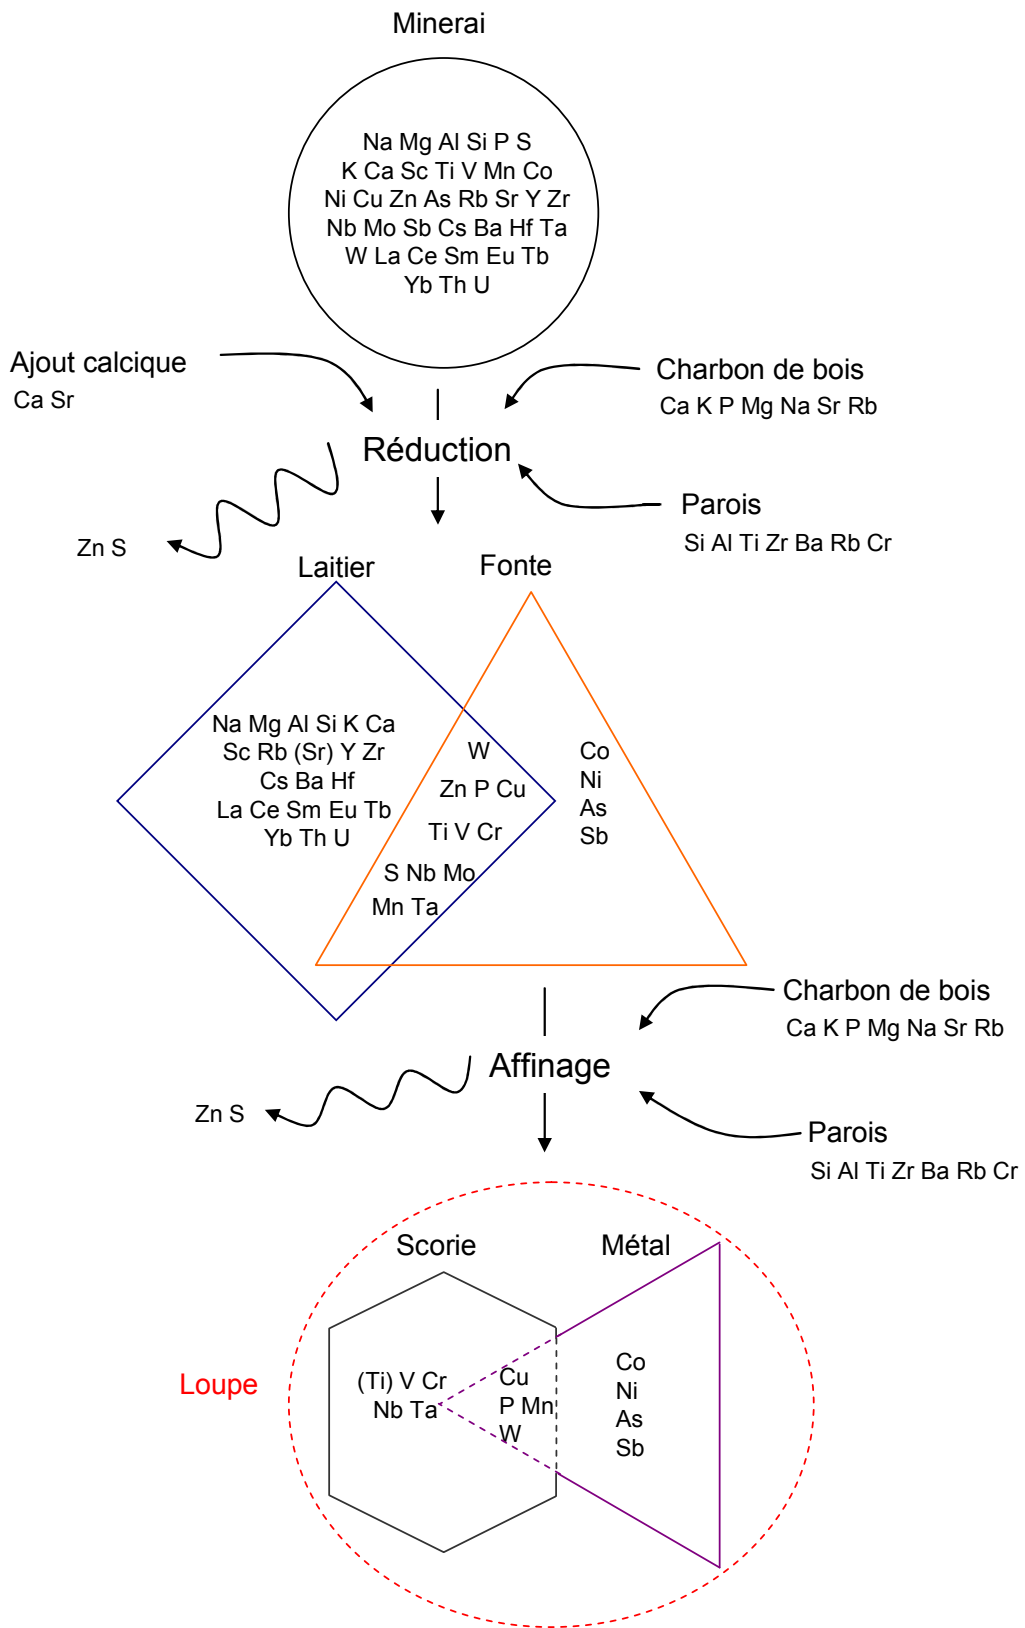 Minerai
Na Mg Al Si P S
K Ca Sc Ti V Mn Co
Ni Cu Zn As Rb Sr Y Zr
Nb Mo Sb Cs Ba Hf Ta
W La Ce Sm Eu Tb
Yb Th U
Ajout calcique
Ca Sr
Charbon de bois
Ca K P Mg Na Sr Rb
Réduction
Parois
Si Al Ti Zr Ba Rb Cr
Zn S
Laitier
Fonte
Na Mg Al Si K Ca
Sc Rb (Sr) Y Zr
Cs Ba Hf
La Ce Sm Eu Tb
Yb Th U
W
Zn P Cu
Ti V Cr
S Nb Mo
Mn Ta
Co
Ni
As
Sb
Charbon de bois
Ca K P Mg Na Sr Rb
Affinage
Zn S
Parois
Si Al Ti Zr Ba Rb Cr
Scorie
Métal
Loupe
(Ti) V Cr
Nb Ta
Cu
P Mn
W
Co
Ni
As
Sb